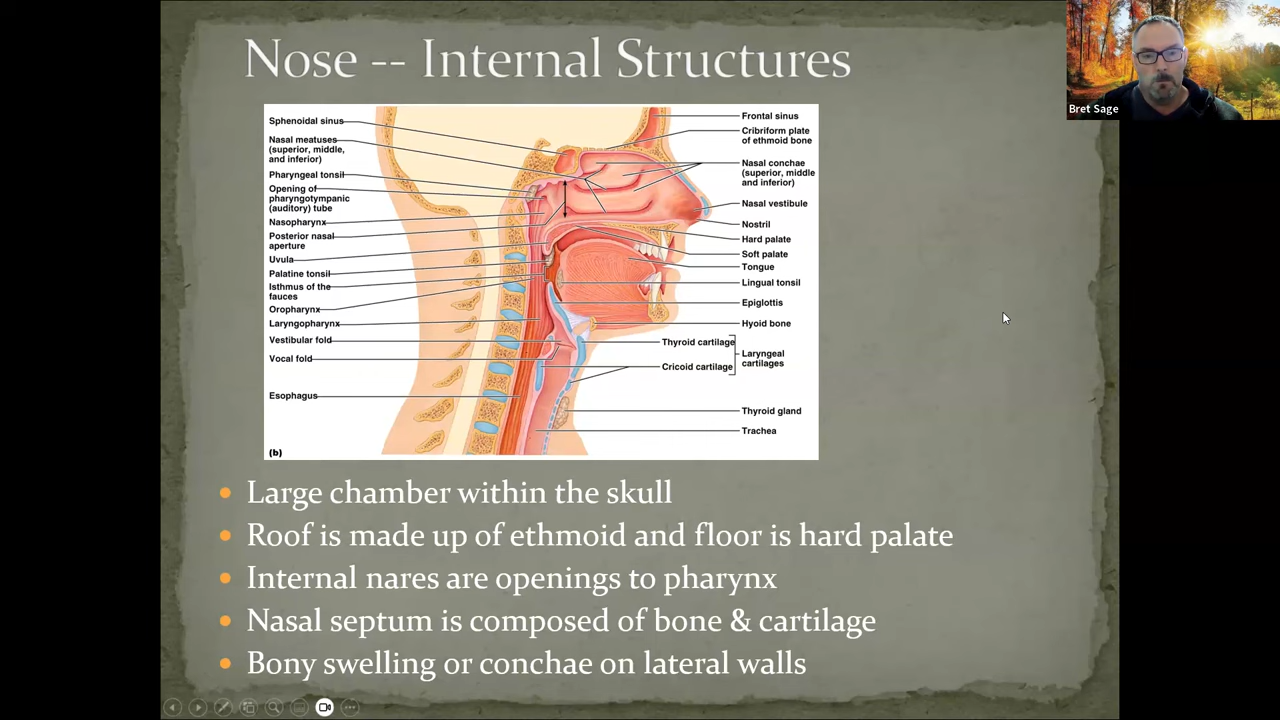 Nose -- Internal Structures
Bret Sage
Sphenoidal sinus
Nasal meatuses
(superior, middle,
and inferior)
Pharyngeal tonsil
Opening of
pharyngotympanic
(auditory) tube
Nasopharynx
Posterior nasal
aperture
Uvula
Palatine tonsil
Isthmus of the
fauces
Oropharynx
Laryngopharynx
Vestibular fold
Vocal fold
Esophagus
(b)
Frontal sinus
Cribriform plate
of ethmoid bone
Nasal conchae
(superior, middle
and inferior)
Nasal vestibule
Nostril
Hard palate
Soft palate
Tongue
Lingual tonsil
Epiglottis
Hyoid bone
Thyroid cartilage
Cricoid cartilage
Laryngeal
cartilages
Thyroid gland
Trachea
• Large chamber within the skull
• Roof is made up of ethmoid and floor is hard palate
• Internal nares are openings to pharynx
• Nasal septum is composed of bone & cartilage
• Bony swelling or conchae on lateral walls